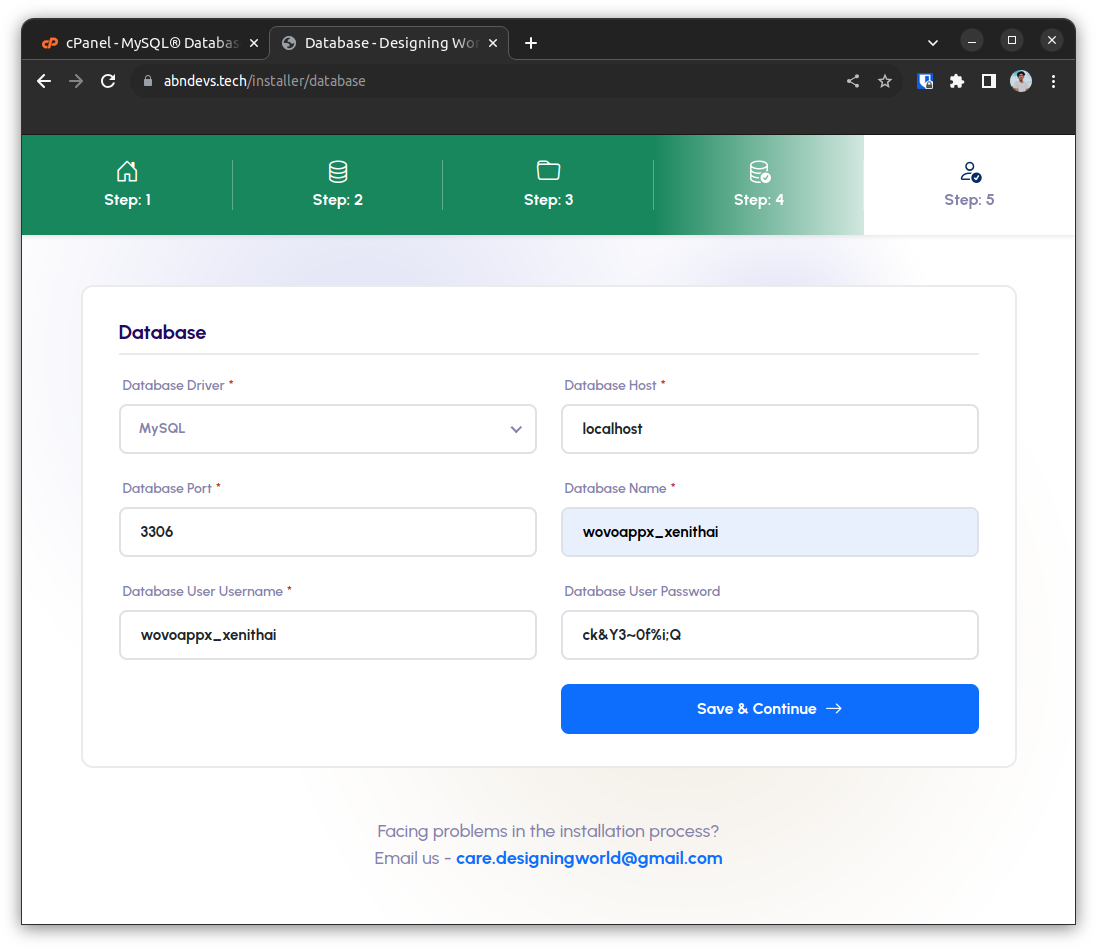 cPanel - MySQL® Databas
Database - Designing Wor
abndevs.tech/installer/database
Step: 1
Step: 2
Step: 3
Step: 4
Step: 5
Database
Database Driver *
Database Host *
MySQL
localhost
Database Port *
Database Name *
3306
wovoappx_xenithai
Database User Username *
Database User Password
wovoappx_xenithai
ck&Y3~0f%i;Q
Save & Continue →
Facing problems in the installation process?
Email us - care.designingworld@gmail.com